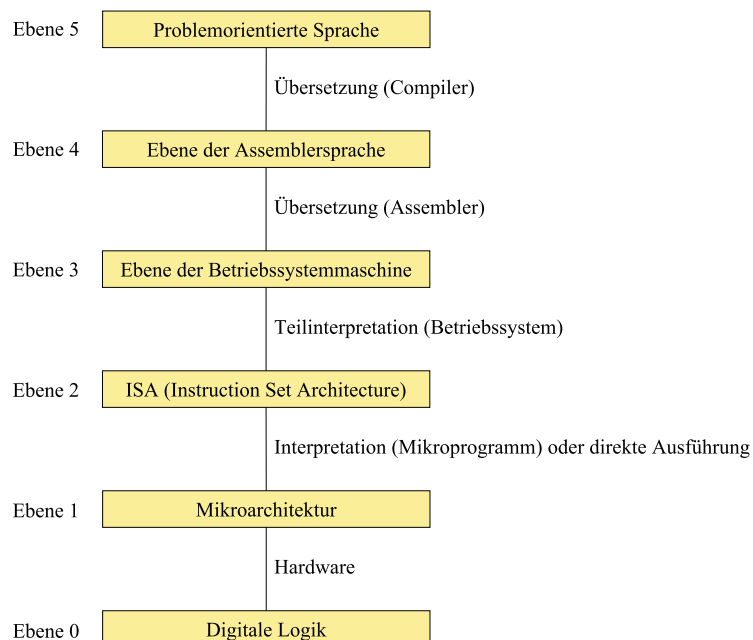 Ebene 5 Problemorientierte Sprache
Übersetzung (Compiler)
Ebene 4 Ebene der Assemblersprache
Übersetzung (Assembler)
Ebene 3 Ebene der Betriebssystemmaschine
Teilinterpretation (Betriebssystem)
Ebene 2 ISA (Instruction Set Architecture)
Interpretation (Mikroprogramm) oder direkte Ausführung
Ebene 1 Mikroarchitektur
Hardware
Ebene 0 Digitale Logik